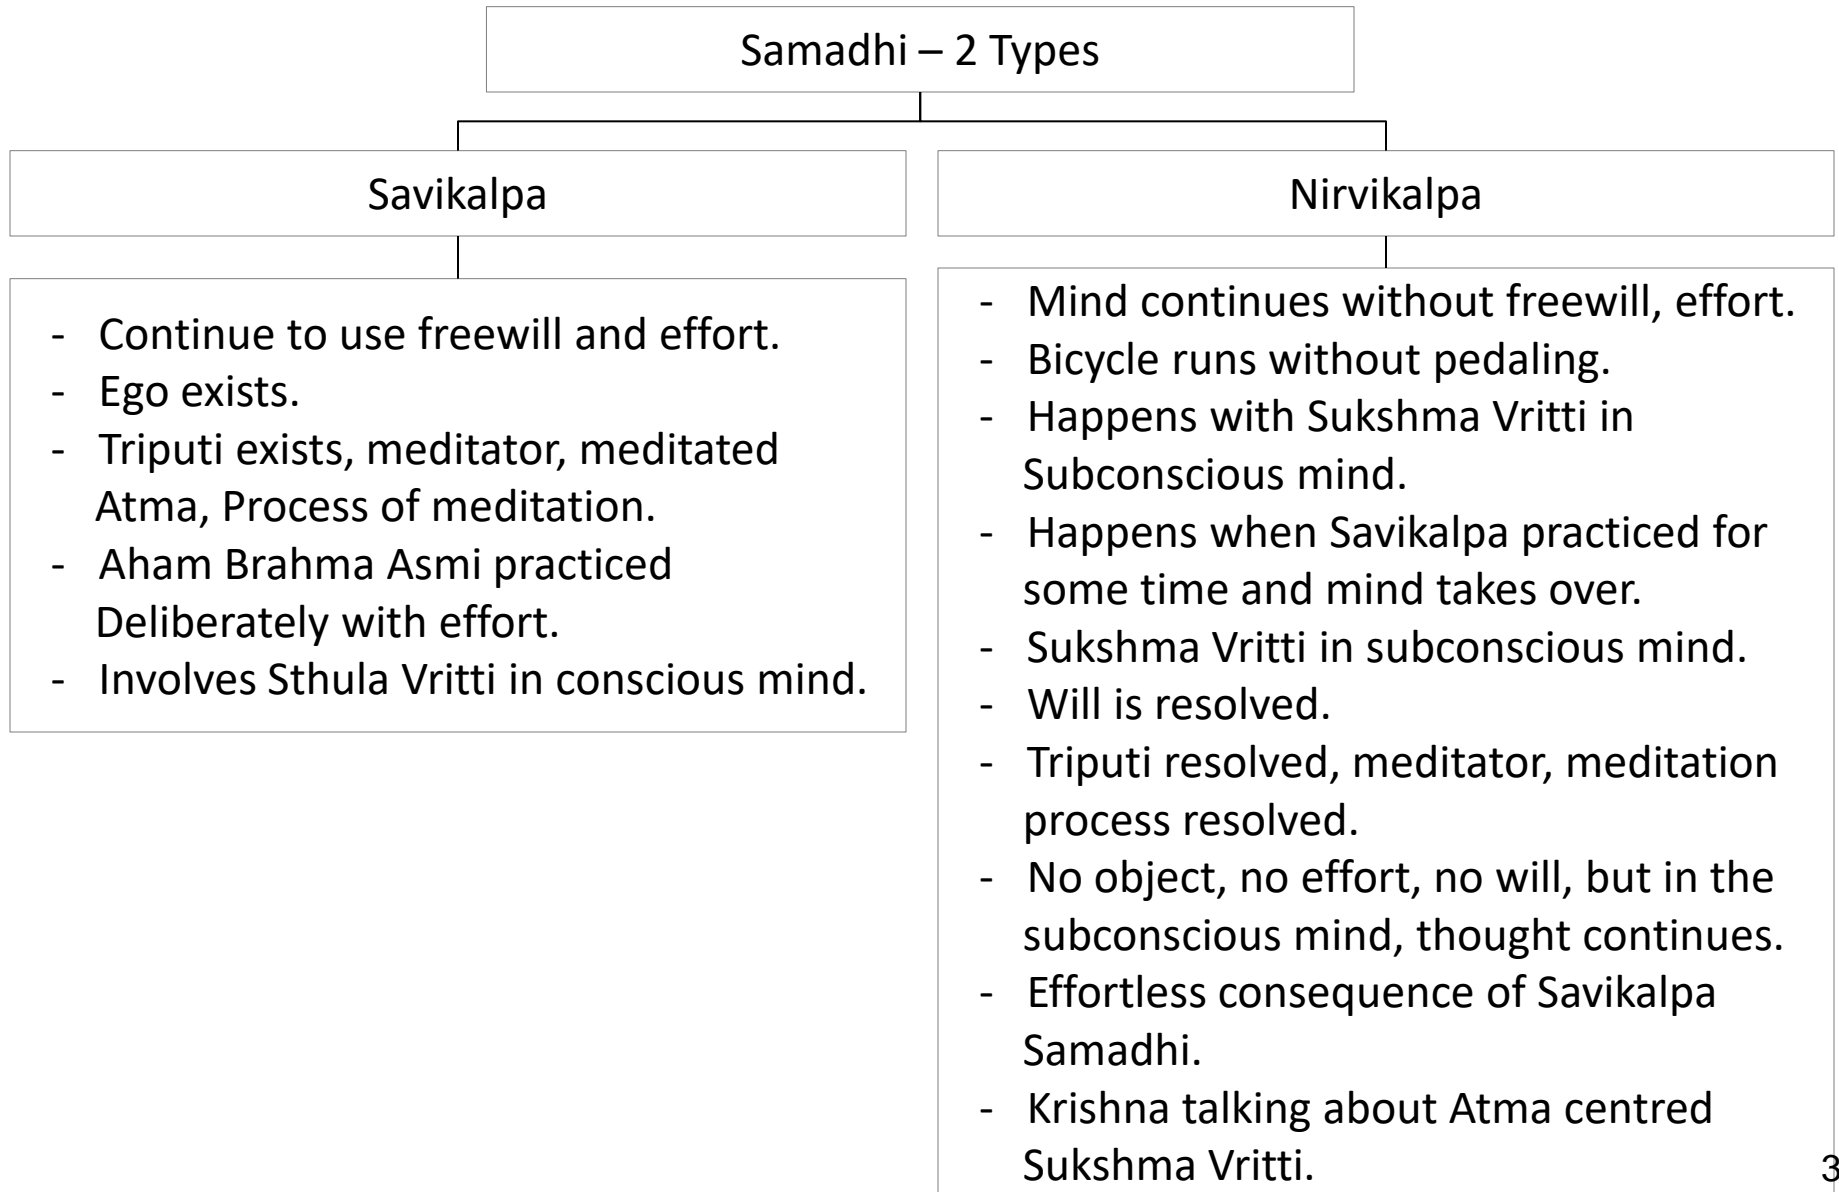 Samadhi – 2 Types
Savikalpa
- Continue to use freewill and effort.
- Ego exists.
- Triputi exists, meditator, meditated
Atma, Process of meditation.
- Aham Brahma Asmi practiced
Deliberately with effort.
- Involves Sthula Vritti in conscious mind.
Nirvikalpa
- Mind continues without freewill, effort.
- Bicycle runs without pedaling.
- Happens with Sukshma Vritti in
Subconscious mind.
- Happens when Savikalpa practiced for
some time and mind takes over.
- Sukshma Vritti in subconscious mind.
- Will is resolved.
- Triputi resolved, meditator, meditation
process resolved.
- No object, no effort, no will, but in the
subconscious mind, thought continues.
- Effortless consequence of Savikalpa
Samadhi.
- Krishna talking about Atma centred
Sukshma Vritti.
3